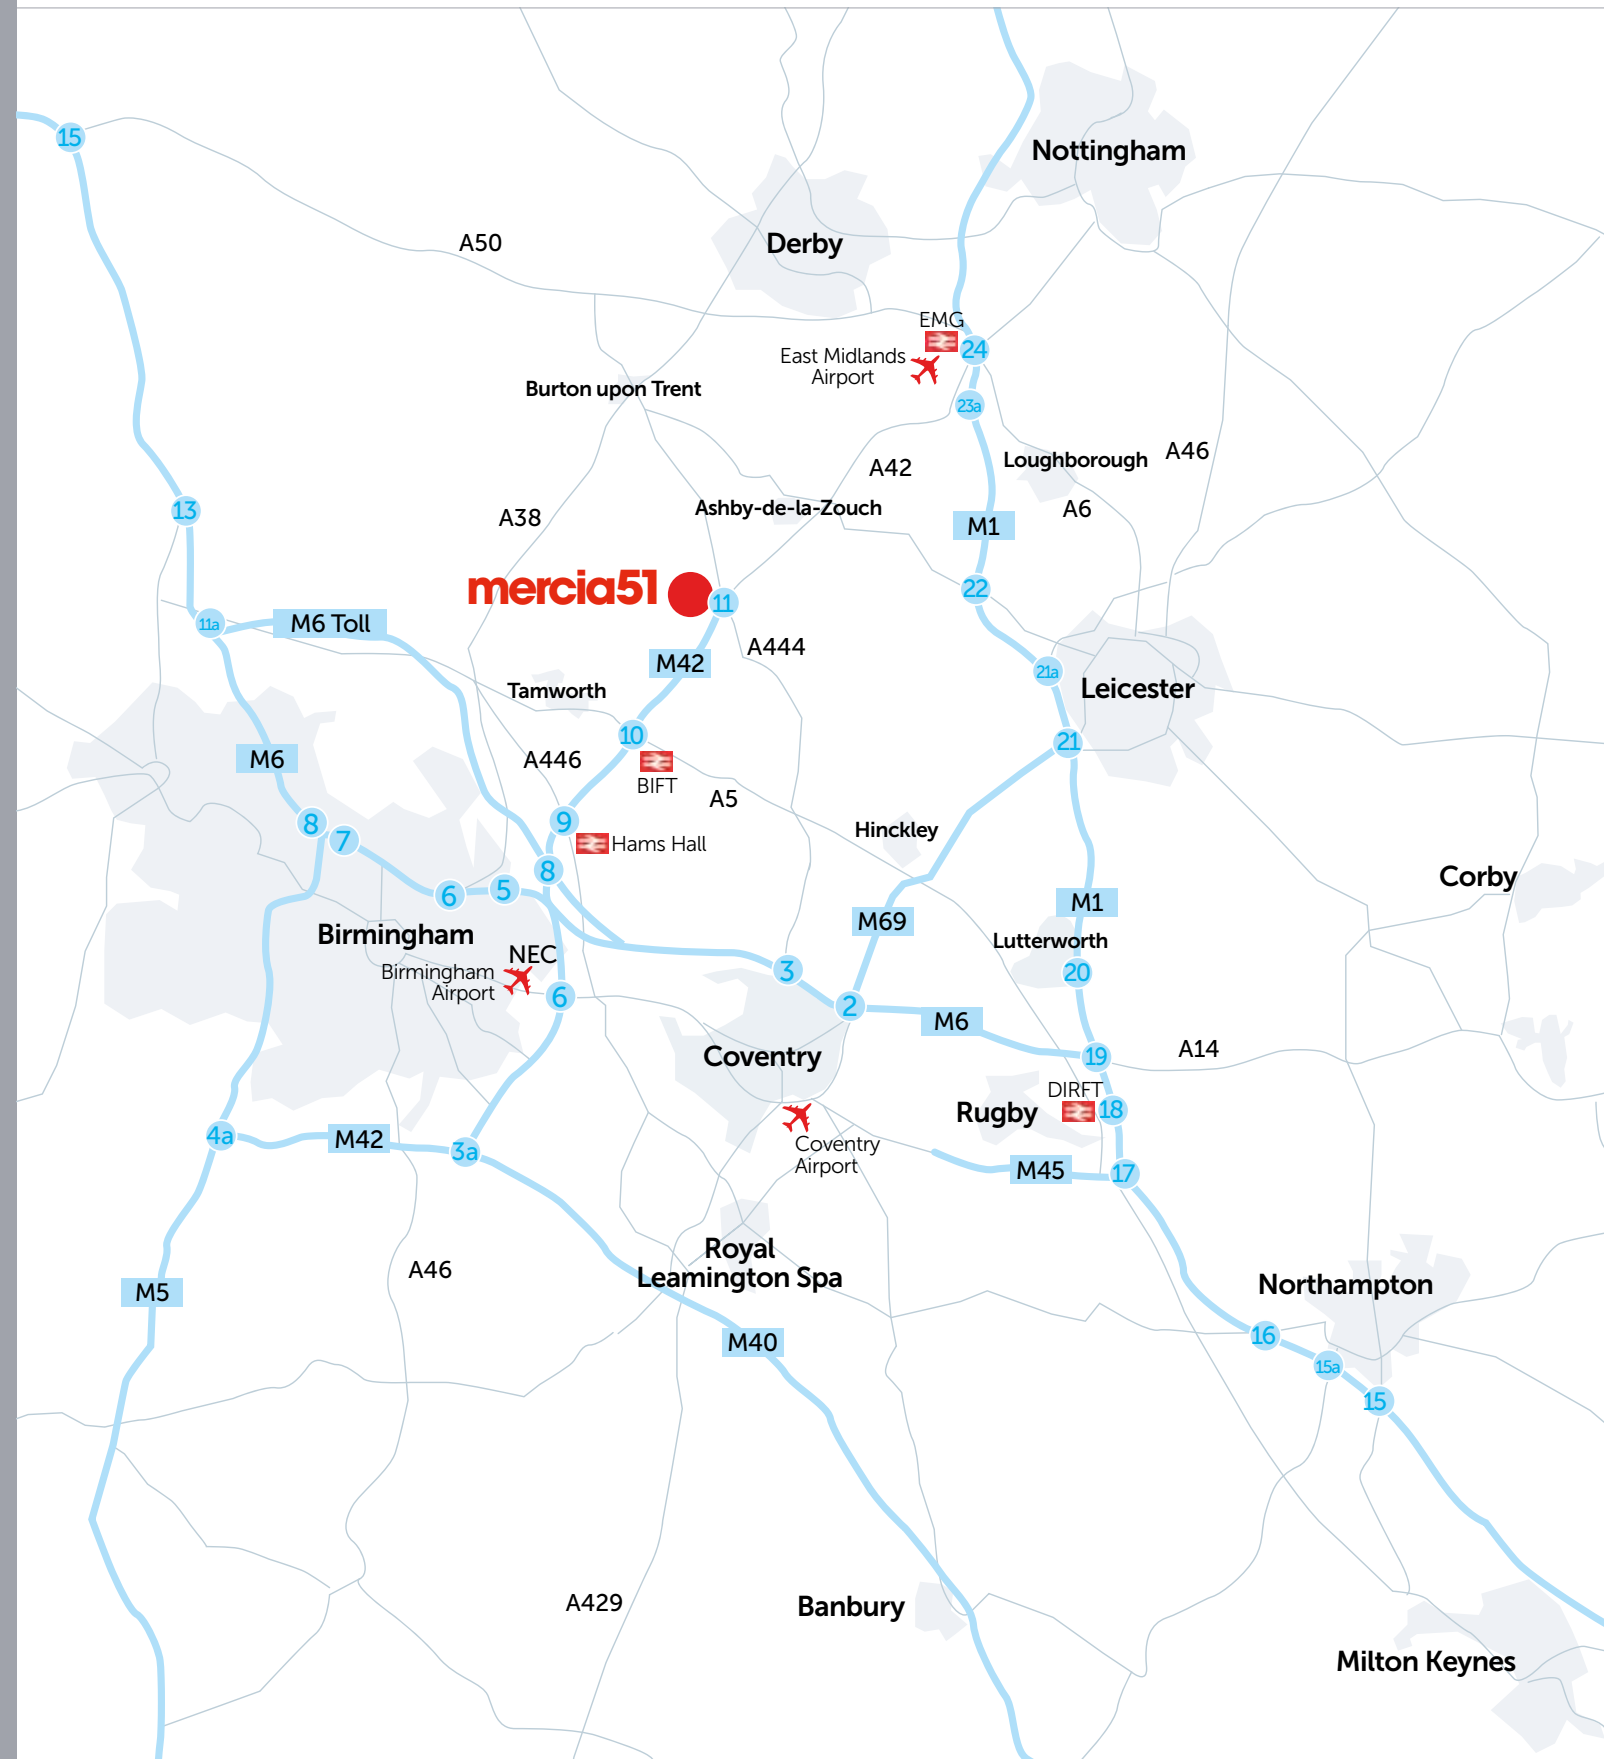 15
Nottingham
A50
Derby
EMG
24
East Midlands
Airport
Burton upon Trent
23a
A42
Loughborough
A46
13
A38
Ashby-de-la-Zouch
A6
M1
mercia51
11
22
11a
M6 Toll
A444
M42
21a
Tamworth
Leicester
10
21
M6
A446
BIFT
A5
8
7
9
Hams Hall
Hinckley
8
Corby
6
5
M1
M69
Birmingham
Lutterworth
NEC
Birmingham
Airport
3
20
6
2
M6
Coventry
19
A14
DIRFT
Rugby
18
4a
M42
3a
Coventry
Airport
M45
17
Royal
Leamington Spa
A46
M5
Northampton
M40
16
15a
15
A429
Banbury
Milton Keynes